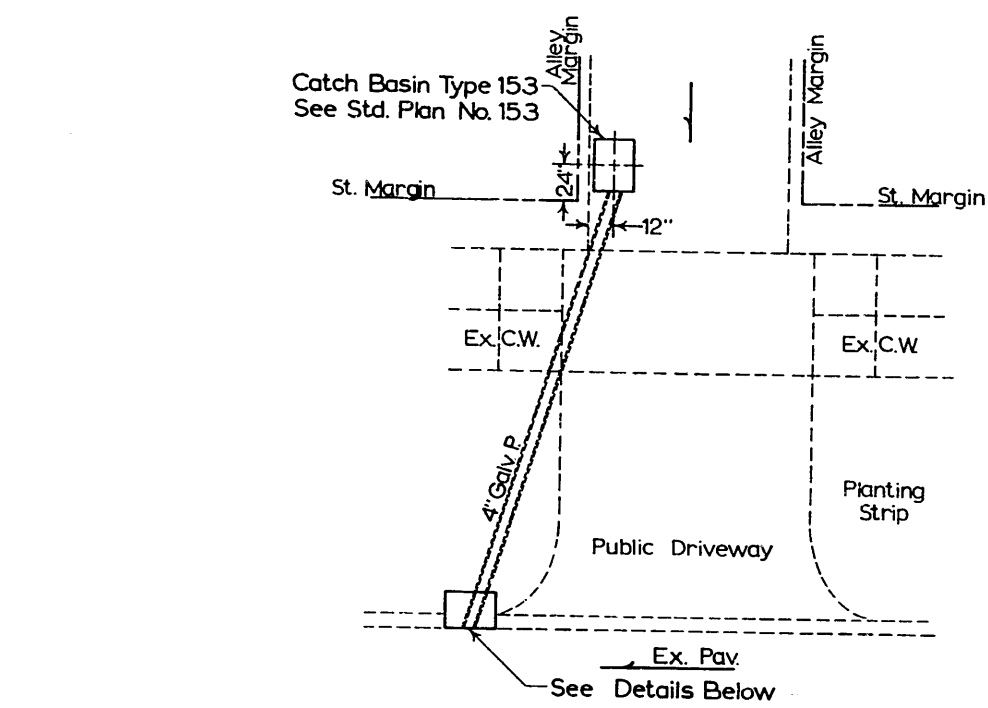 Alley
Margin
Alley Margin
Catch Basin Type 153
See Std. Plan No. 153
24"
St. Margin
St. Margin
12"
Ex. C.W.
Ex. C.W.
4" Galv. P.
Planting
Strip
Public Driveway
Ex. Pav.
See Details Below